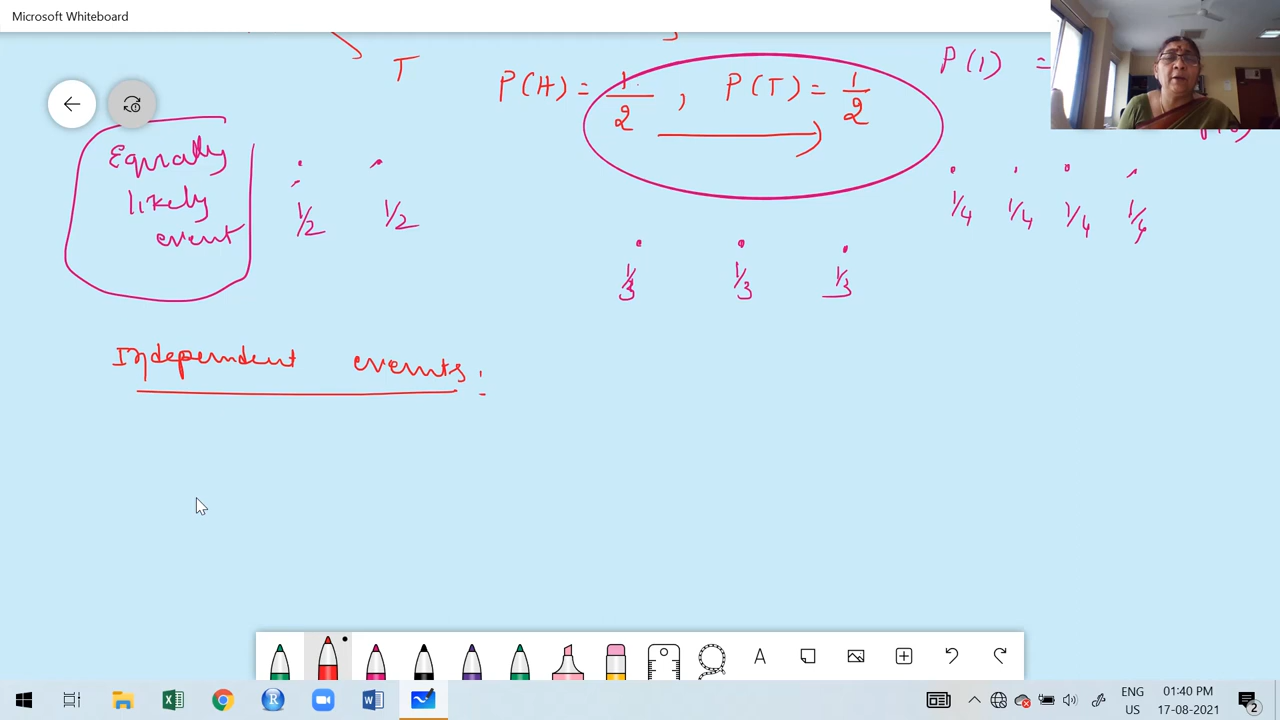 Microsoft Whiteboard
T
P(H) = 1/2 , P(T) = 1/2
P(1) =
Equally
likely
event
1/2 1/2
1/4 1/4 1/4 1/4
1/3 1/3 1/3
Independent events :
A
ENG
US
01:40 PM
17-08-2021
2